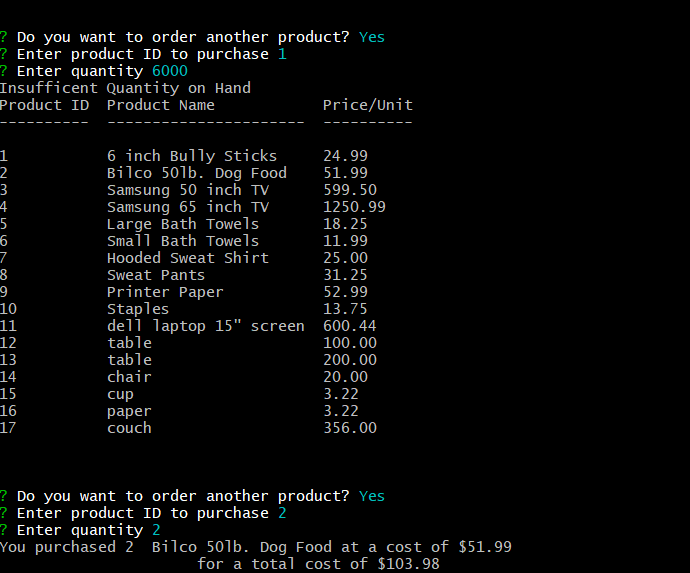 ? Do you want to order another product? Yes
? Enter product ID to purchase 1
? Enter quantity 6000
Insufficent Quantity on Hand
Product ID  Product Name            Price/Unit
----------  ----------------------  ----------
1           6 inch Bully Sticks     24.99
2           Bilco 50lb. Dog Food    51.99
3           Samsung 50 inch TV      599.50
4           Samsung 65 inch TV      1250.99
5           Large Bath Towels       18.25
6           Small Bath Towels       11.99
7           Hooded Sweat Shirt      25.00
8           Sweat Pants             31.25
9           Printer Paper           52.99
10          Staples                 13.75
11          dell laptop 15" screen  600.44
12          table                   100.00
13          table                   200.00
14          chair                   20.00
15          cup                     3.22
16          paper                   3.22
17          couch                   356.00
? Do you want to order another product? Yes
? Enter product ID to purchase 2
? Enter quantity 2
You purchased 2  Bilco 50lb. Dog Food at a cost of $51.99
                      for a total cost of $103.98